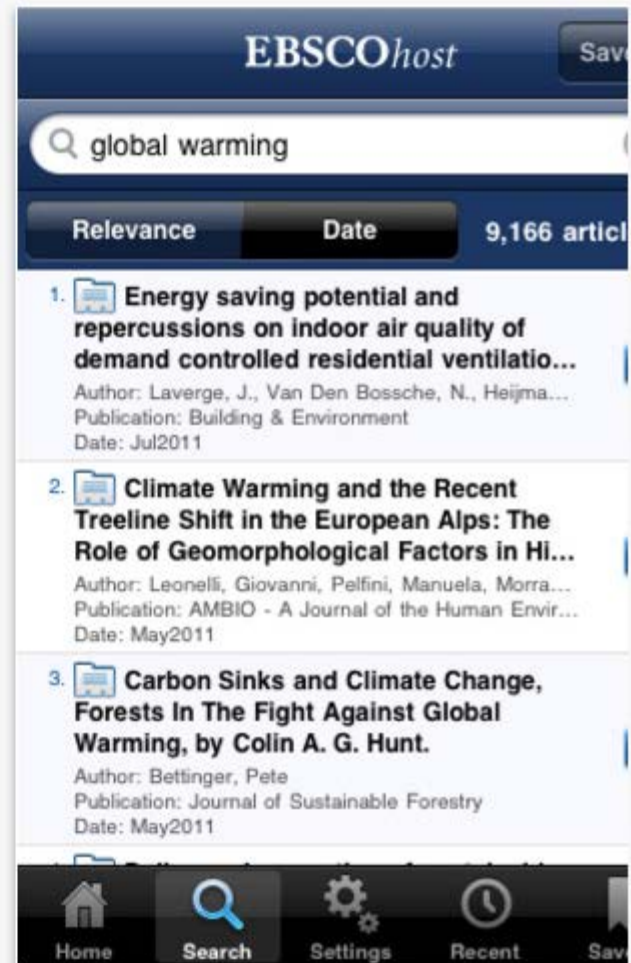 EBSCOhost Save
global warming
Relevance Date 9,166 articl
1. Energy saving potential and
repercussions on indoor air quality of
demand controlled residential ventilatio...
Author: Laverge, J., Van Den Bossche, N., Heijma...
Publication: Building & Environment
Date: Jul2011
2. Climate Warming and the Recent
Treeline Shift in the European Alps: The
Role of Geomorphological Factors in Hi...
Author: Leonelli, Giovanni, Pelfini, Manuela, Morra...
Publication: AMBIO - A Journal of the Human Envir...
Date: May2011
3. Carbon Sinks and Climate Change,
Forests In The Fight Against Global
Warming, by Colin A. G. Hunt.
Author: Bettinger, Pete
Publication: Journal of Sustainable Forestry
Date: May2011
Home Search Settings Recent Save